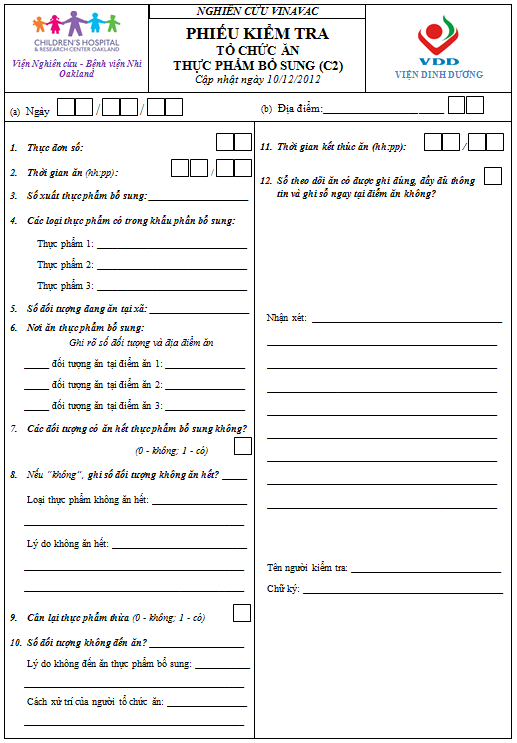 NGHIÊN CỨU VINAVAC
CHILDREN'S HOSPITAL
& RESEARCH CENTER OAKLAND
Viện Nghiên cứu - Bệnh viện Nhi
Oakland
PHIẾU KIỂM TRA
TỔ CHỨC ĂN
THỰC PHẨM BỔ SUNG (C2)
Cập nhật ngày 10/12/2012
VDD
VIỆN DINH DƯƠNG
(a) Ngày / / /
(b) Địa điểm:
1. Thực đơn số:
2. Thời gian ăn (hh:pp): /
3. Số xuất thực phẩm bổ sung:
4. Các loại thực phẩm có trong khẩu phần bổ sung:
Thực phẩm 1:
Thực phẩm 2:
Thực phẩm 3:
5. Số đối tượng đang ăn tại xã:
6. Nơi ăn thực phẩm bổ sung:
Ghi rõ số đối tượng và địa điểm ăn
đối tượng ăn tại điểm ăn 1:
đối tượng ăn tại điểm ăn 2:
đối tượng ăn tại điểm ăn 3:
7. Các đối tượng có ăn hết thực phẩm bổ sung không?
(0 - không; 1 - có)
8. Nếu "không", ghi số đối tượng không ăn hết?
Loại thực phẩm không ăn hết:
Lý do không ăn hết:
9. Cân lại thực phẩm thừa (0 - không; 1 - có)
10. Số đối tượng không đến ăn?
Lý do không đến ăn thực phẩm bổ sung:
Cách xử trí của người tổ chức ăn:
11. Thời gian kết thúc ăn (hh:pp): /
12. Sổ theo dõi ăn có được ghi đúng, đầy đủ thông
tin và ghi số ngay tại điểm ăn không?
Nhận xét:
Tên người kiểm tra:
Chữ ký: